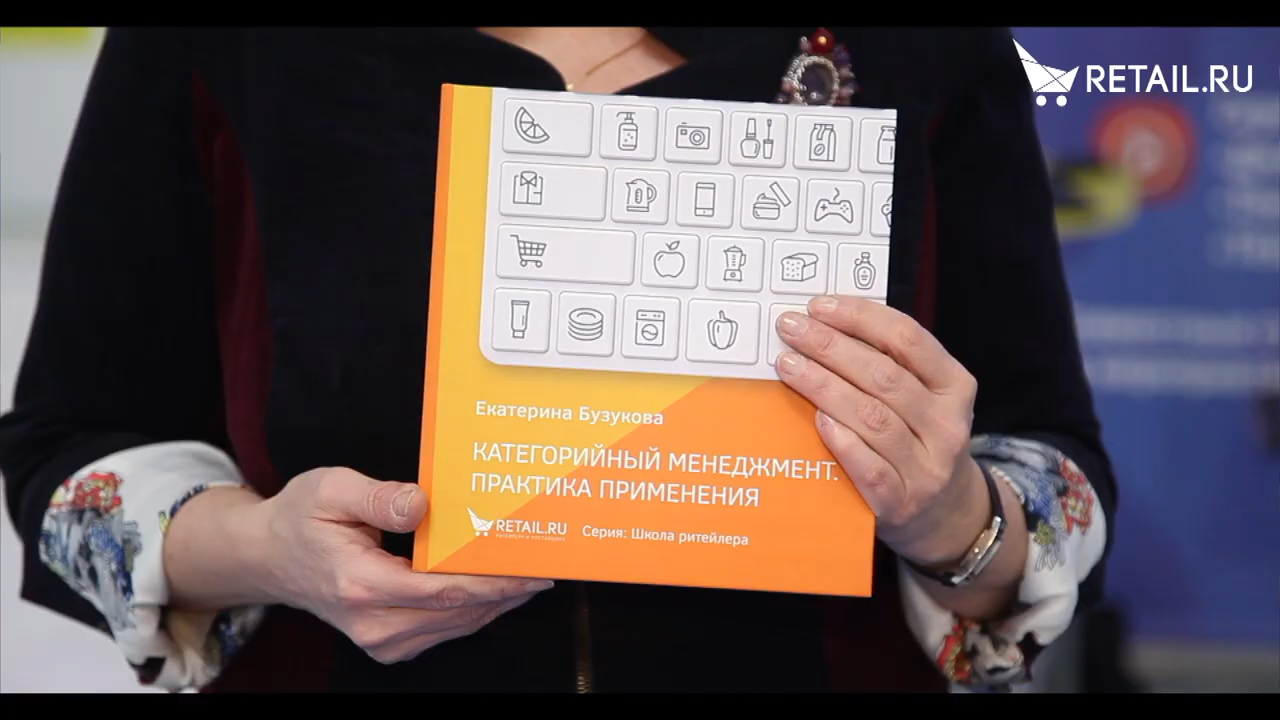 RETAIL.RU
Екатерина Бузукова
КАТЕГОРИЙНЫЙ МЕНЕДЖМЕНТ.
ПРАКТИКА ПРИМЕНЕНИЯ
RETAIL.RU
Серия: Школа ритейлера